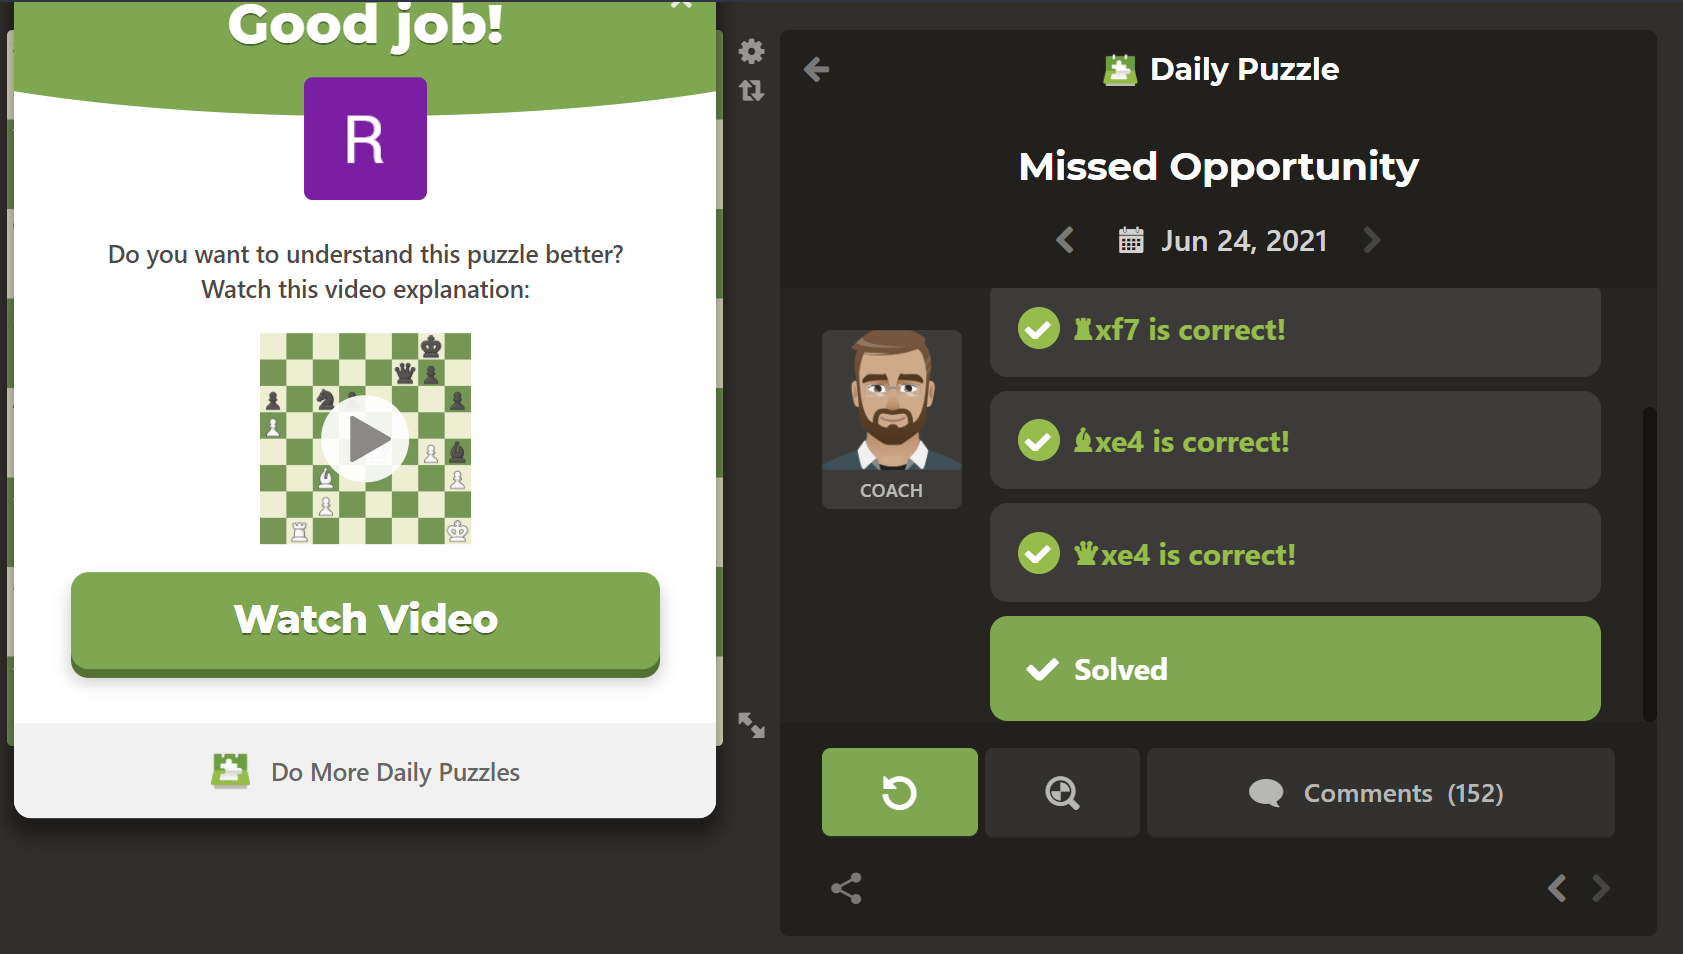 Good job!
R
Do you want to understand this puzzle better?
Watch this video explanation:
Watch Video
Do More Daily Puzzles
Daily Puzzle
Missed Opportunity
Jun 24, 2021
♜xf7 is correct!
♝xe4 is correct!
♛xe4 is correct!
COACH
Solved
Comments (152)